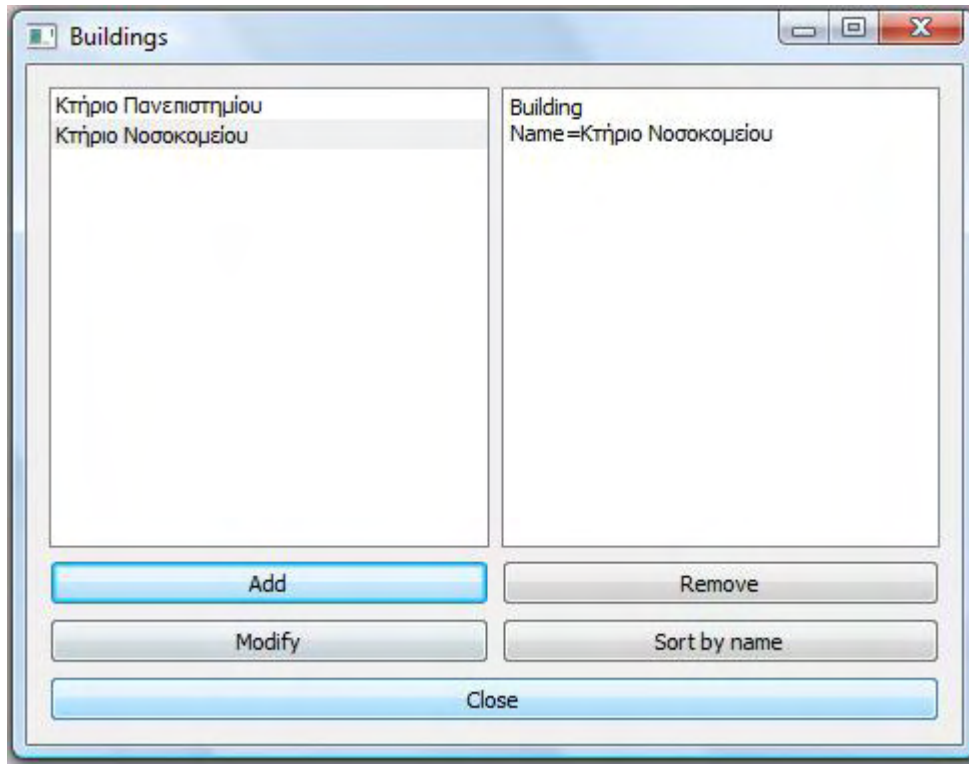 Buildings
Κτήριο Πανεπιστημίου
Κτήριο Νοσοκομείου
Building
Name=Κτήριο Νοσοκομείου
Add
Remove
Modify
Sort by name
Close